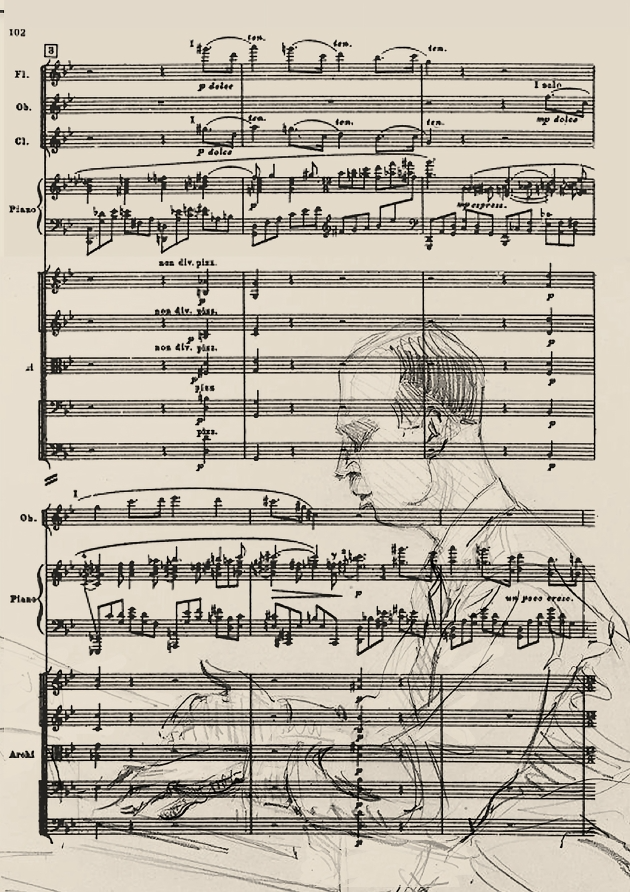 102
3
I ten. ten. ten.
Fl.
p dolce I solo
Ob.
I ten. ten. ten. mp dolce
Cl.
p dolce
Piano
p mp espress.
non div. pizz.
p p
non div. pizz.
p p
non div. pizz.
p p
pizz
p
pizz.
p p
I
Ob.
Piano
p un poco cresc.
p
p
Archi
p
p
p